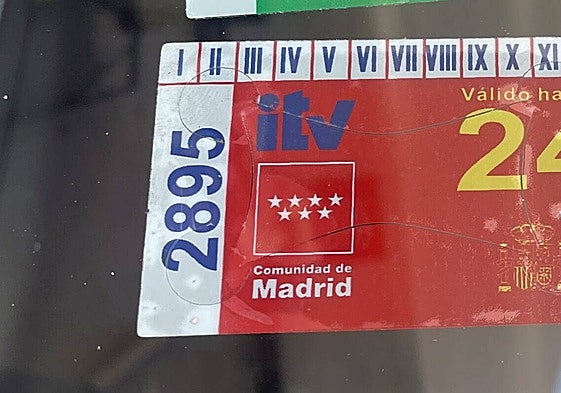 I II III IV V VI VII VIII IX X XI
itv
Válido ha
24
2895
Comunidad de
Madrid